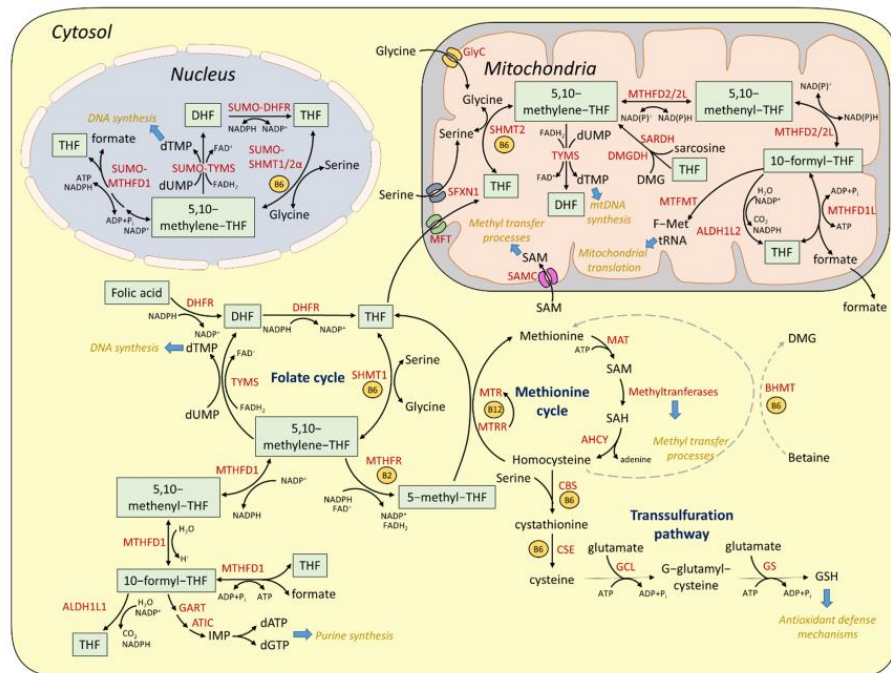 Cytosol
Nucleus
DNA synthesis
DHF
SUMO-DHFR
THF
NADPH
NADP⁺
formate
THF
dTMP
FAD⁺
SUMO-TYMS
dUMP
FADH₂
SUMO-
SHMT1/2α
B6
Serine
Glycine
SUMO-
MTHFD1
ATP
NADPH
ADP+Pᵢ
NADP⁺
5,10-
methylene-THF
Glycine
GlyC
Mitochondria
Glycine
Serine
SHMT2
B6
THF
Serine
SFXN1
MFT
5,10-
methylene-THF
MTHFD2/2L
NAD(P)⁺
NAD(P)H
5,10-
methenyl-THF
NAD(P)⁺
NAD(P)H
MTHFD2/2L
FADH₂
dUMP
TYMS
FAD⁺
dTMP
DHF
mtDNA
synthesis
SARDH
sarcosine
DMGDH
DMG
THF
10-formyl-THF
MTFMT
F-Met
tRNA
Mitochondrial
translation
H₂O
NADP⁺
ALDH1L2
CO₂
NADPH
THF
ADP+Pᵢ
MTHFD1L
ATP
formate
formate
Methyl transfer
processes
SAM
SAMC
SAM
Folic acid
DHFR
NADPH
NADP⁺
DHF
DHFR
NADPH
NADP⁺
THF
DNA synthesis
dTMP
FAD⁺
TYMS
dUMP
FADH₂
Folate cycle
SHMT1
B6
Serine
Glycine
5,10-
methylene-THF
MTHFR
B2
NADPH
FAD⁺
NADP⁺
FADH₂
5-methyl-THF
MTHFD1
NADP⁺
NADPH
5,10-
methenyl-THF
MTHFD1
H₂O
H⁺
10-formyl-THF
MTHFD1
ADP+Pᵢ
ATP
THF
formate
ALDH1L1
H₂O
NADP⁺
CO₂
NADPH
THF
GART
ATIC
IMP
dATP
dGTP
Purine synthesis
Methionine
MAT
ATP
SAM
Methyltranferases
SAH
Methyl transfer
processes
AHCY
adenine
MTR
B12
MTRR
Methionine
cycle
Homocysteine
DMG
BHMT
B6
Betaine
Serine
CBS
B6
cystathionine
B6
CSE
cysteine
Transsulfuration
pathway
glutamate
GCL
ATP
ADP+Pᵢ
G-glutamyl-
cysteine
glutamate
GS
ATP
ADP+Pᵢ
GSH
Antioxidant defense
mechanisms